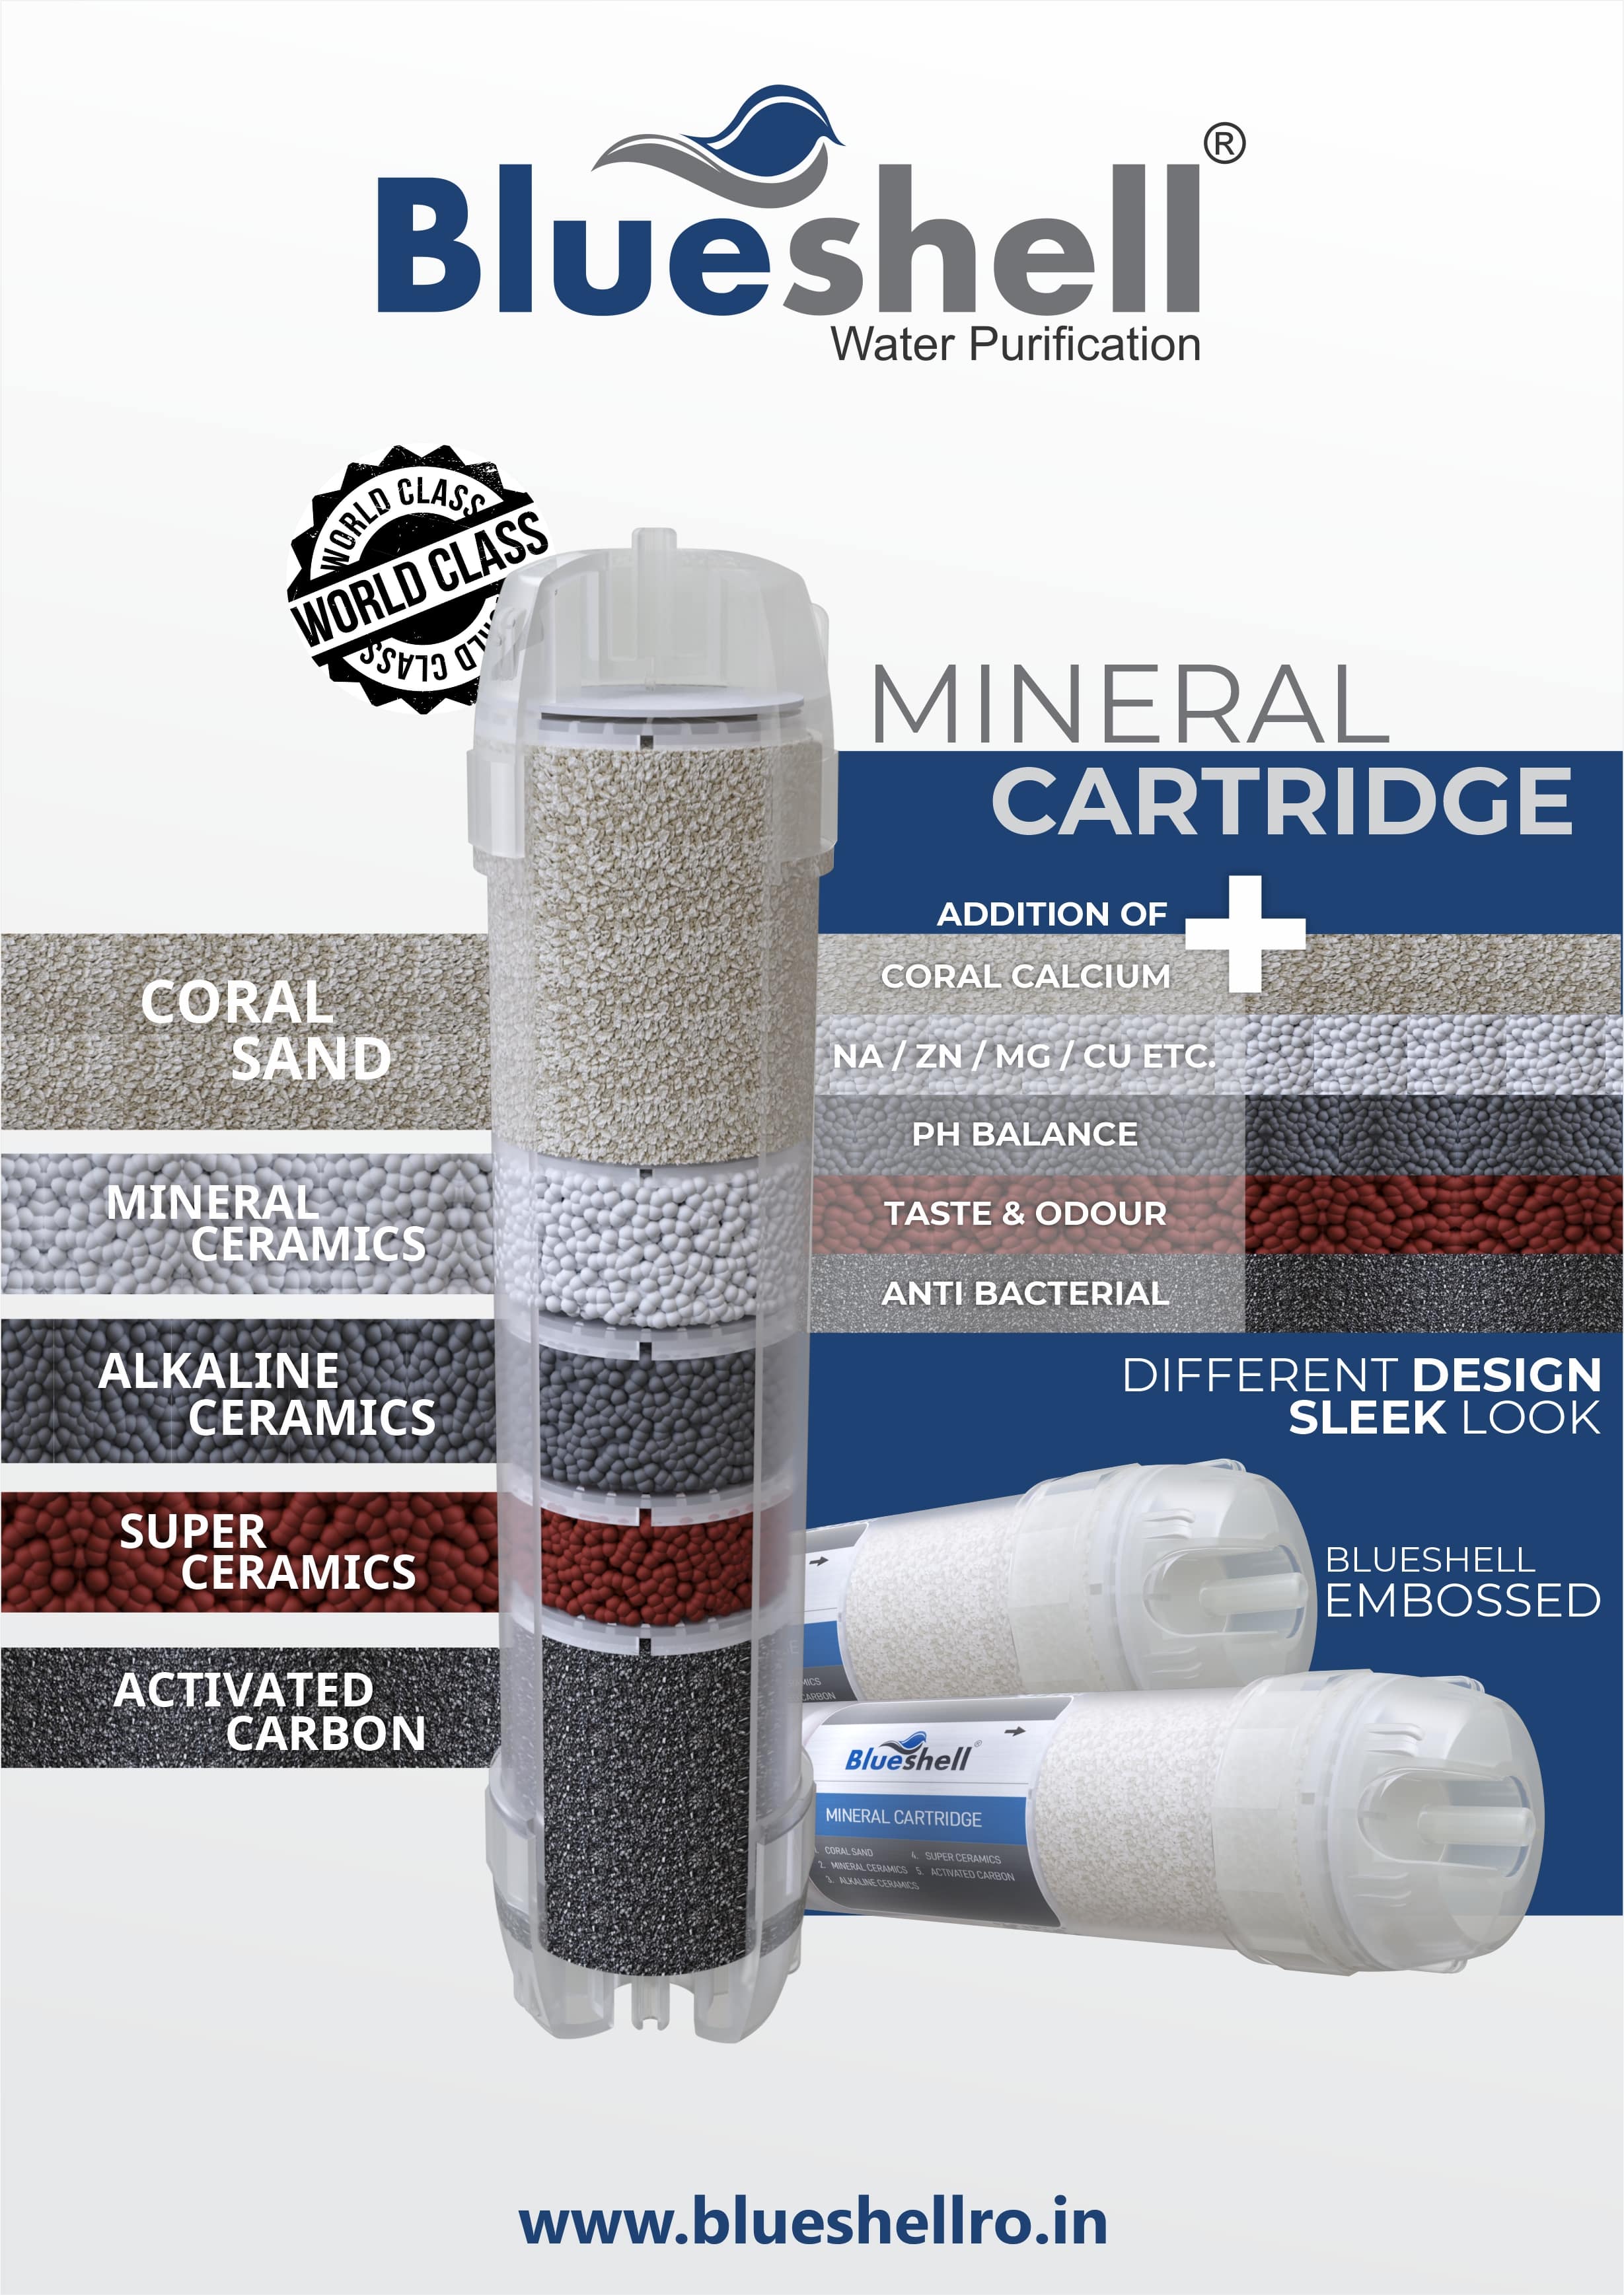 Blueshell®
Water Purification
WORLD CLASS
WORLD CLASS
WORLD CLASS
MINERAL
CARTRIDGE
ADDITION OF
CORAL CALCIUM
NA / ZN / MG / CU ETC.
PH BALANCE
TASTE & ODOUR
ANTI BACTERIAL
CORAL
SAND
MINERAL
CERAMICS
ALKALINE
CERAMICS
SUPER
CERAMICS
ACTIVATED
CARBON
DIFFERENT DESIGN
SLEEK LOOK
BLUESHELL
EMBOSSED
Blueshell®
MINERAL CARTRIDGE
1. CORAL SAND
2. MINERAL CERAMICS
3. ALKALINE CERAMICS
4. SUPER CERAMICS
5. ACTIVATED CARBON
CARBON
www.blueshellro.in